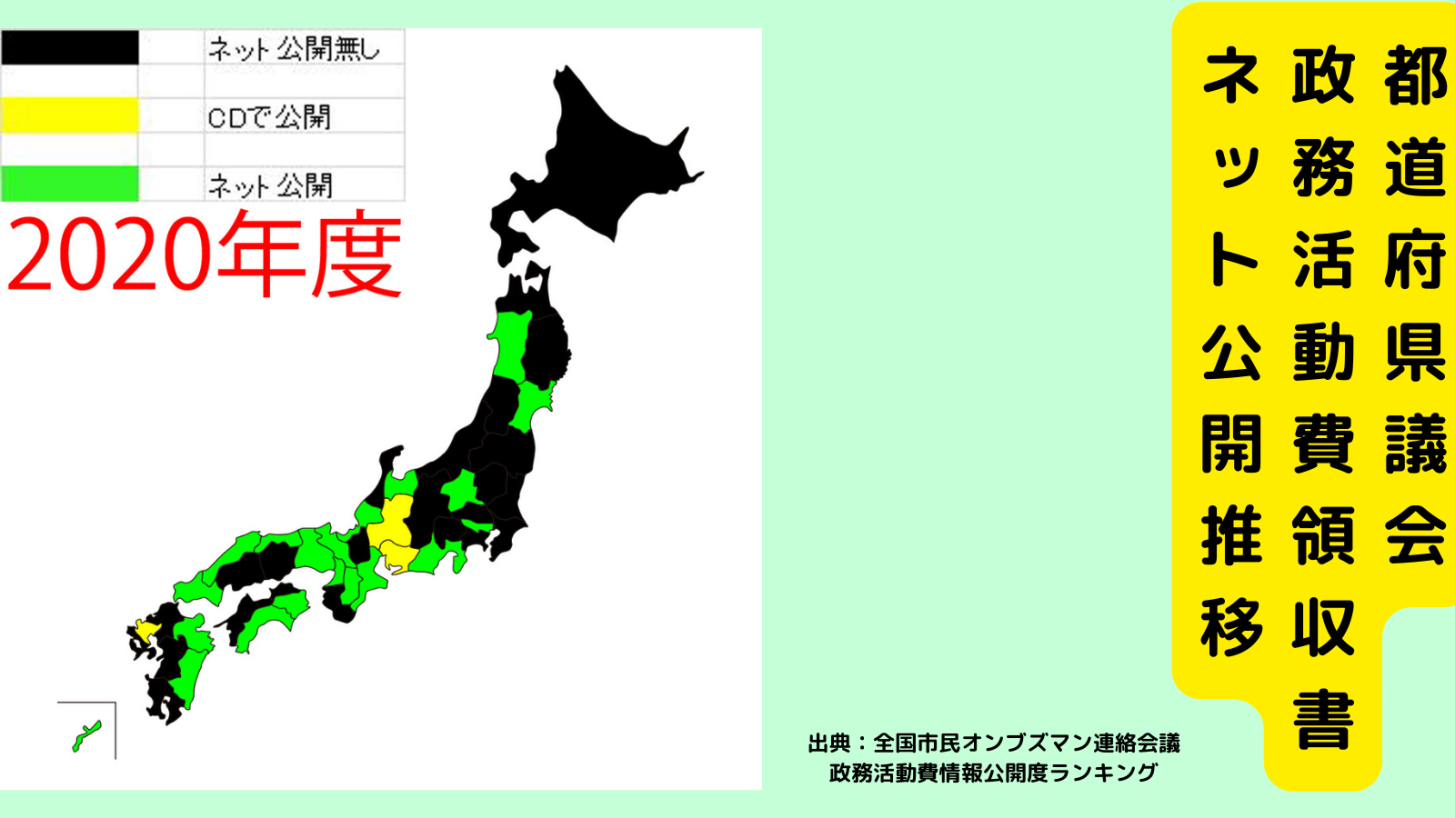 ネット公開無し
CDで公開
ネット公開
2020年度
都道府県議会
政務活動費領収書
ネット公開推移
出典：全国市民オンブズマン連絡会議
政務活動費情報公開度ランキング